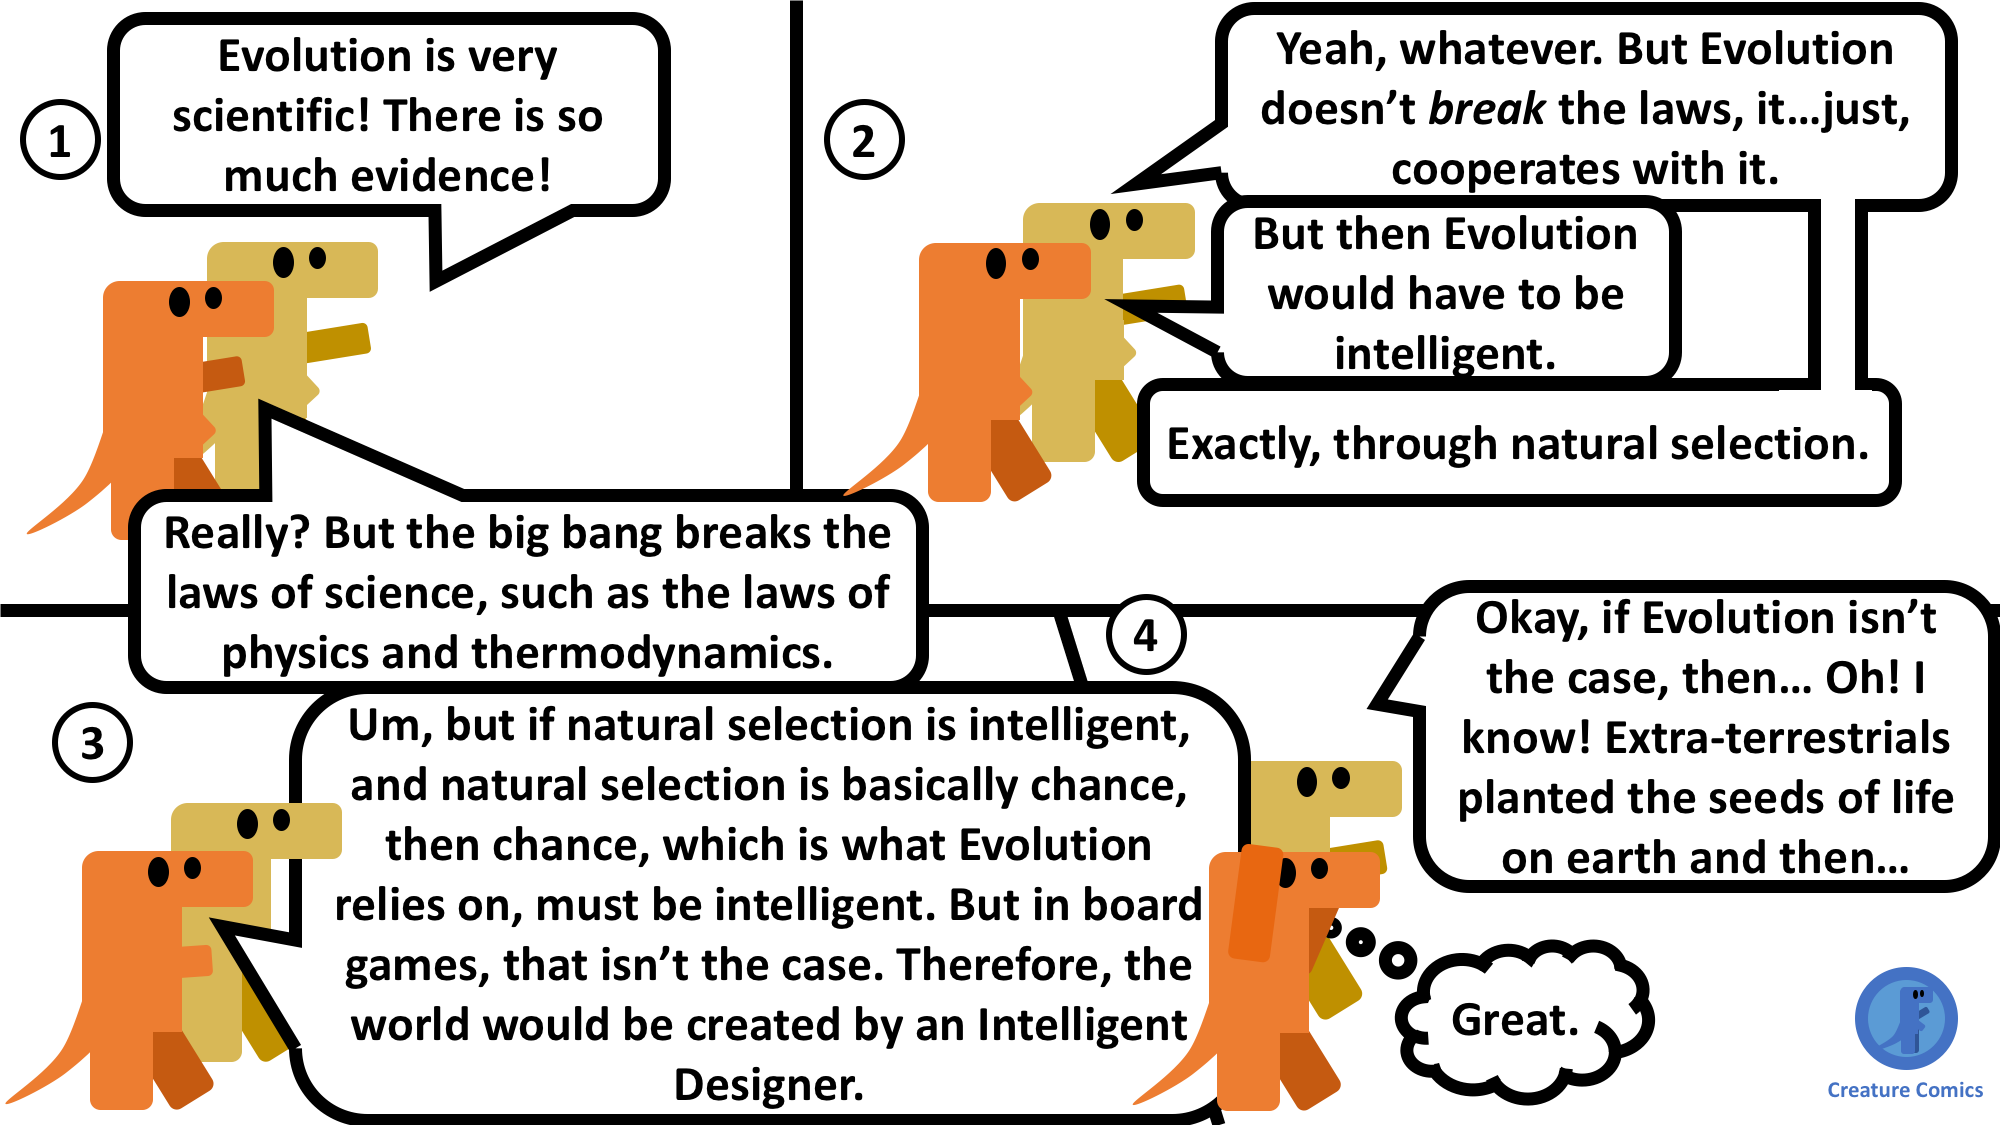 1
Evolution is very
scientific! There is so
much evidence!
Really? But the big bang breaks the
laws of science, such as the laws of
physics and thermodynamics.
2
Yeah, whatever. But Evolution
doesn’t break the laws, it…just,
cooperates with it.
But then Evolution
would have to be
intelligent.
Exactly, through natural selection.
3
Um, but if natural selection is intelligent,
and natural selection is basically chance,
then chance, which is what Evolution
relies on, must be intelligent. But in board
games, that isn’t the case. Therefore, the
world would be created by an Intelligent
Designer.
4
Okay, if Evolution isn’t
the case, then… Oh! I
know! Extra-terrestrials
planted the seeds of life
on earth and then…
Great.
Creature Comics